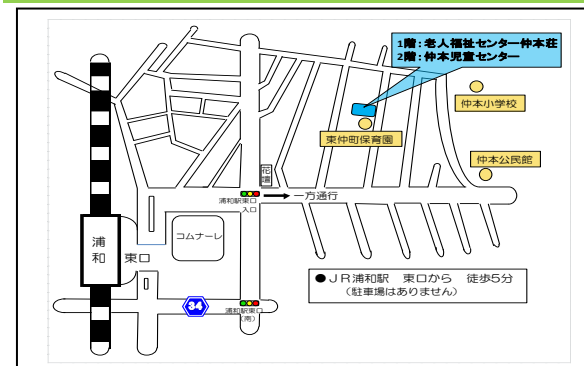 1階：老人福祉センター仲本荘
2階：仲本児童センター
仲本小学校
東仲町保育園
仲本公民館
花壇
浦和駅東口
入口
一方通行
コムナーレ
浦和
東口
●JR浦和駅 東口から 徒歩5分
（駐車場はありません）
34
浦和駅東口
（南）